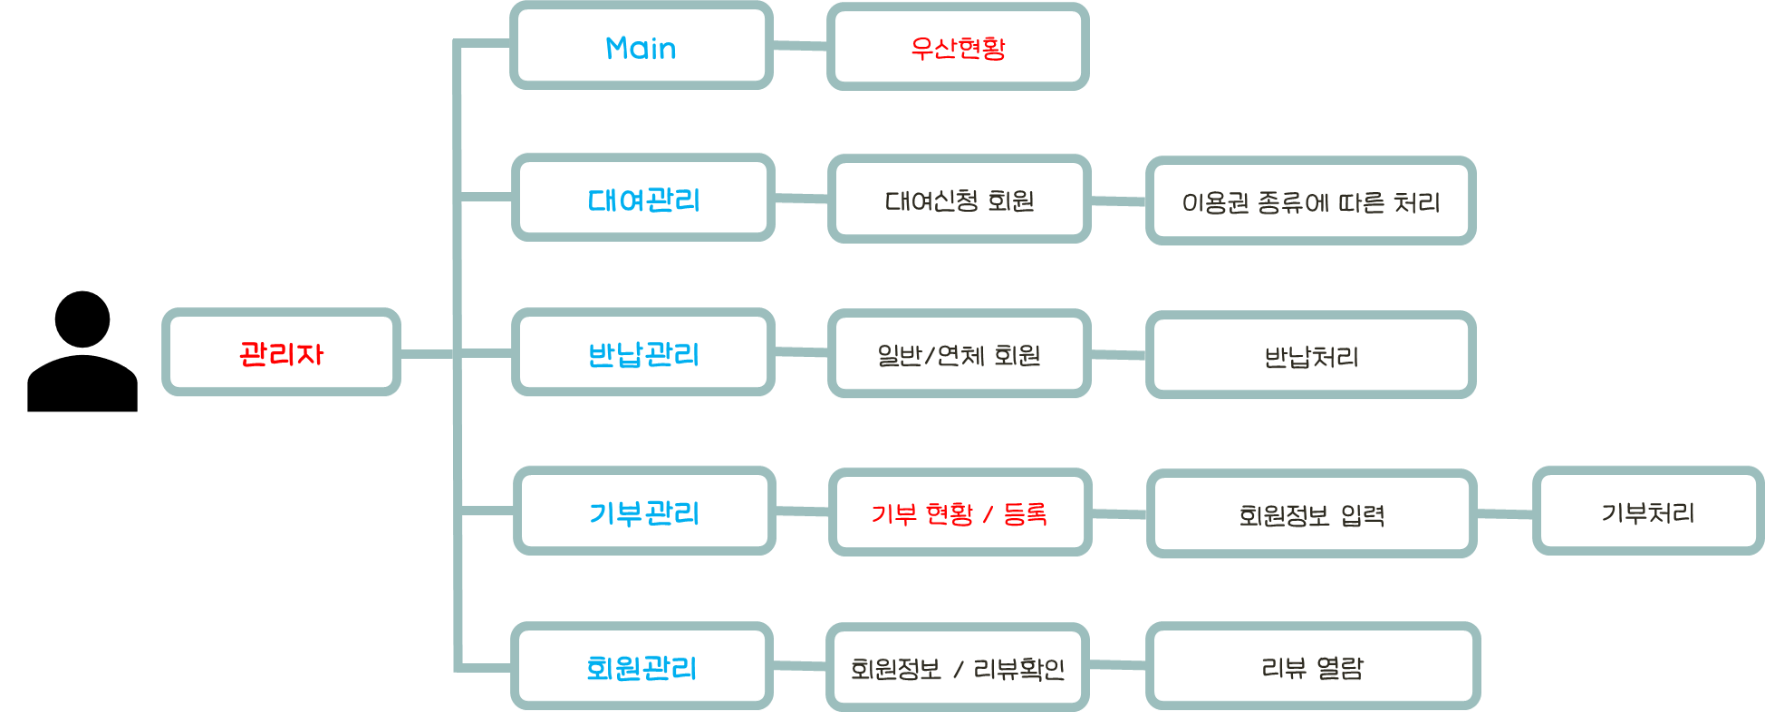 Main
우산현황
대여관리
대여신청 회원
이용권 종류에 따른 처리
관리자
반납관리
일반/연체 회원
반납처리
기부관리
기부 현황 / 등록
회원정보 입력
기부처리
회원관리
회원정보 / 리뷰확인
리뷰 열람